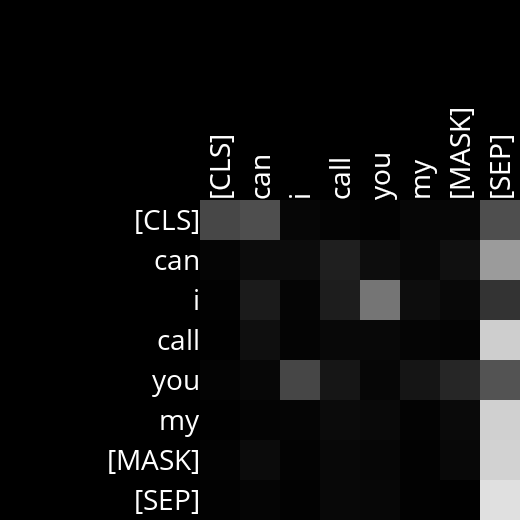 [CLS] can i call you my [MASK] [SEP]
[CLS]
can
i
call
you
my
[MASK]
[SEP]